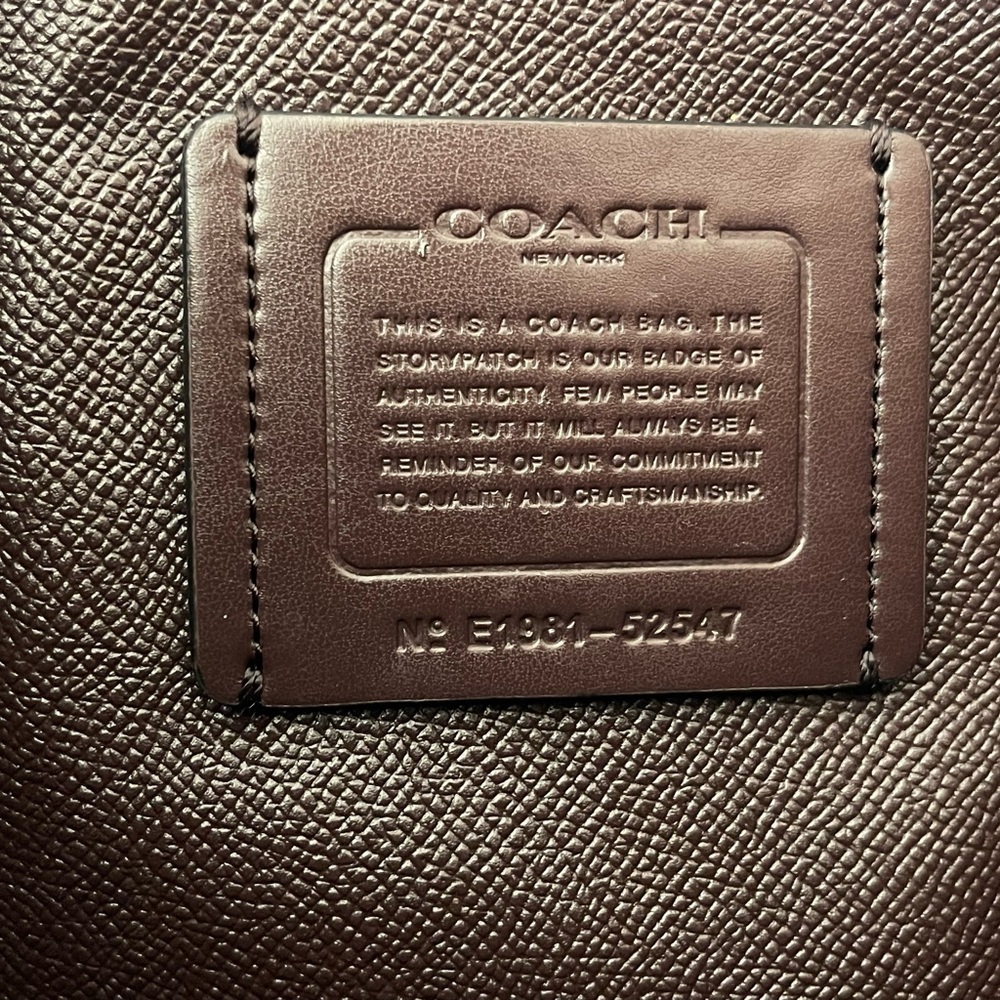 COACH
NEW YORK
THIS IS A COACH BAG. THE
STORYPATCH IS OUR BADGE OF
AUTHENTICITY. FEW PEOPLE MAY
SEE IT, BUT IT WILL ALWAYS BE A
REMINDER OF OUR COMMITMENT
TO QUALITY AND CRAFTSMANSHIP.
Nº E1981-52547